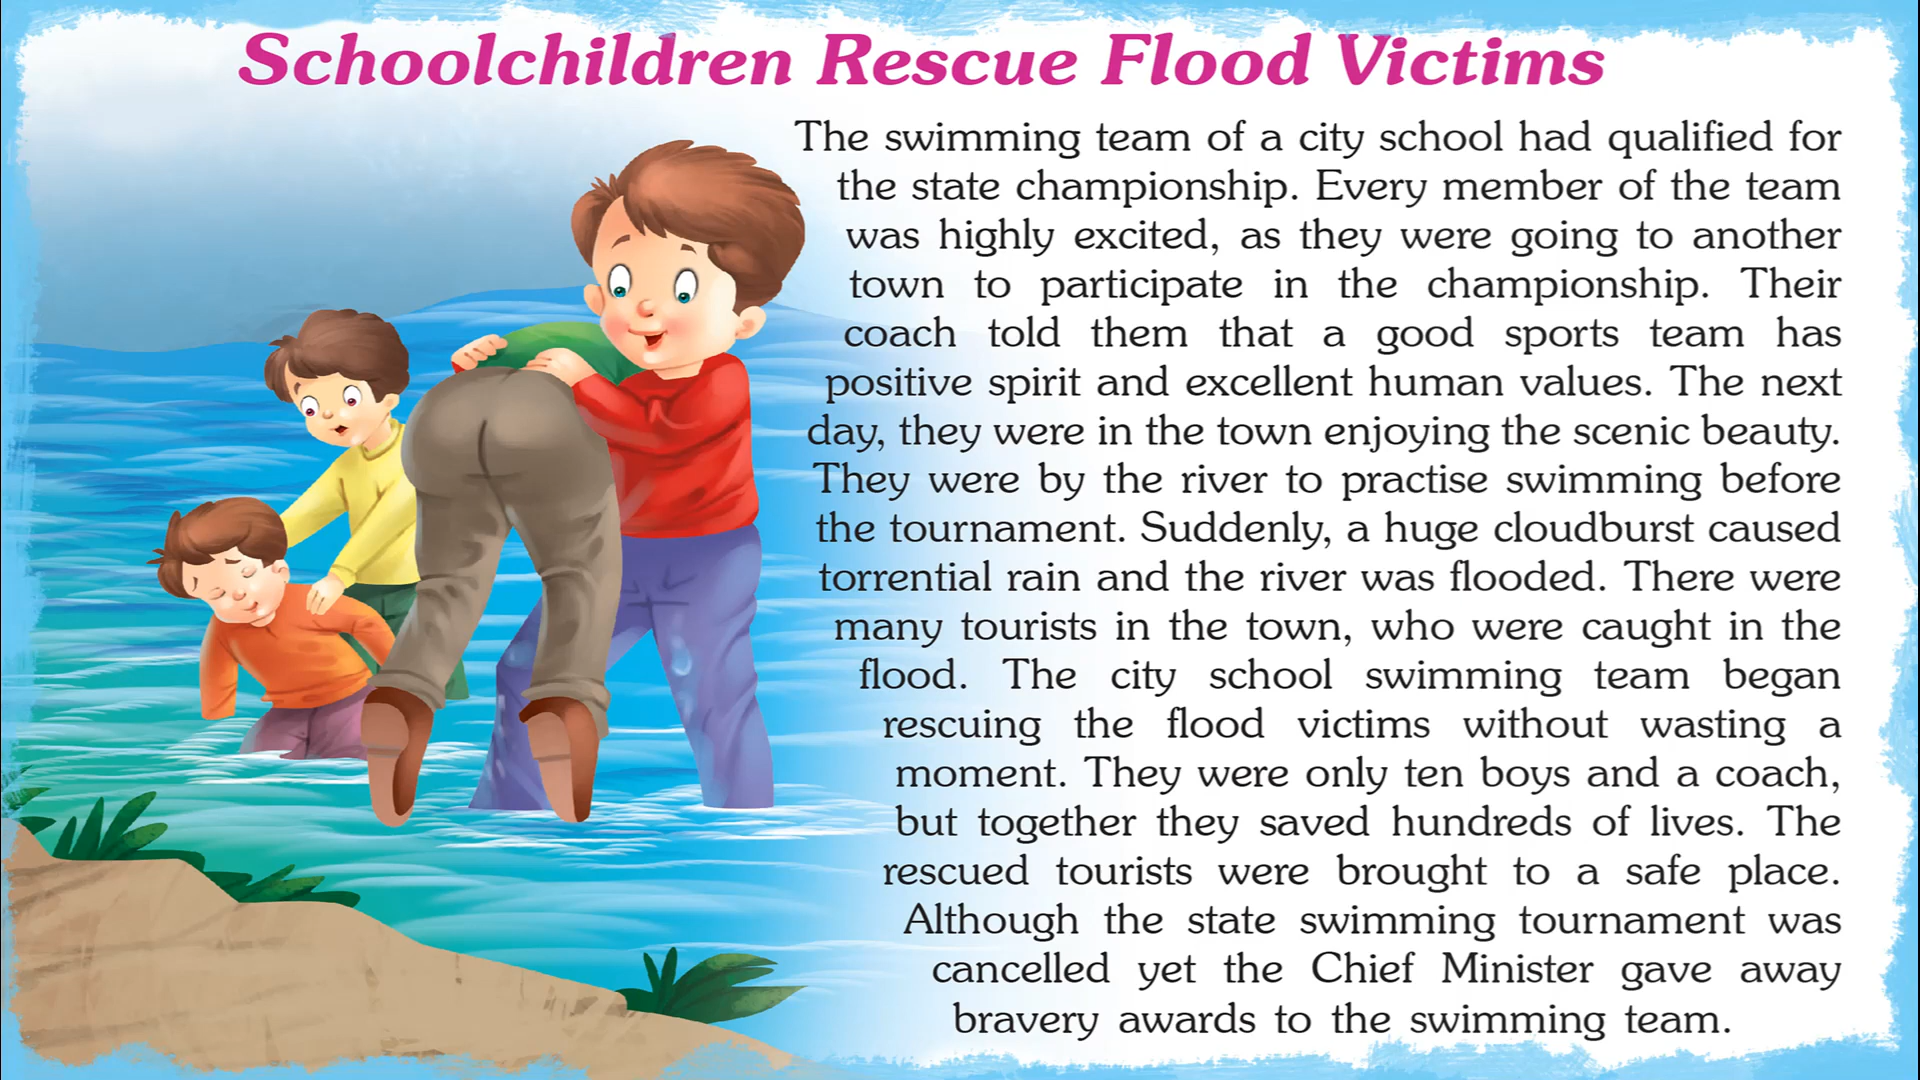 Schoolchildren Rescue Flood Victims
The swimming team of a city school had qualified for
the state championship. Every member of the team
was highly excited, as they were going to another
town to participate in the championship. Their
coach told them that a good sports team has
positive spirit and excellent human values. The next
day, they were in the town enjoying the scenic beauty.
They were by the river to practise swimming before
the tournament. Suddenly, a huge cloudburst caused
torrential rain and the river was flooded. There were
many tourists in the town, who were caught in the
flood. The city school swimming team began
rescuing the flood victims without wasting a
moment. They were only ten boys and a coach,
but together they saved hundreds of lives. The
rescued tourists were brought to a safe place.
Although the state swimming tournament was
cancelled yet the Chief Minister gave away
bravery awards to the swimming team.